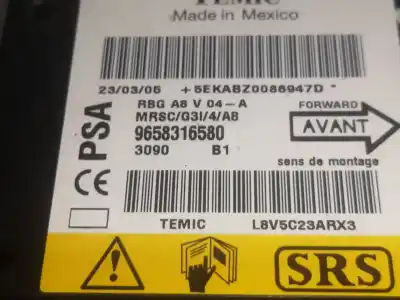 TEMIC
Made in Mexico
23/03/05 +5EKABZ0086947D*
RBG A8 V 04-A
MRSC/G3I/4/A8
9658316580
3090 B1
PSA
CE
FORWARD
AVANT
sens de montage
TEMIC L8V5C23ARX3
SRS